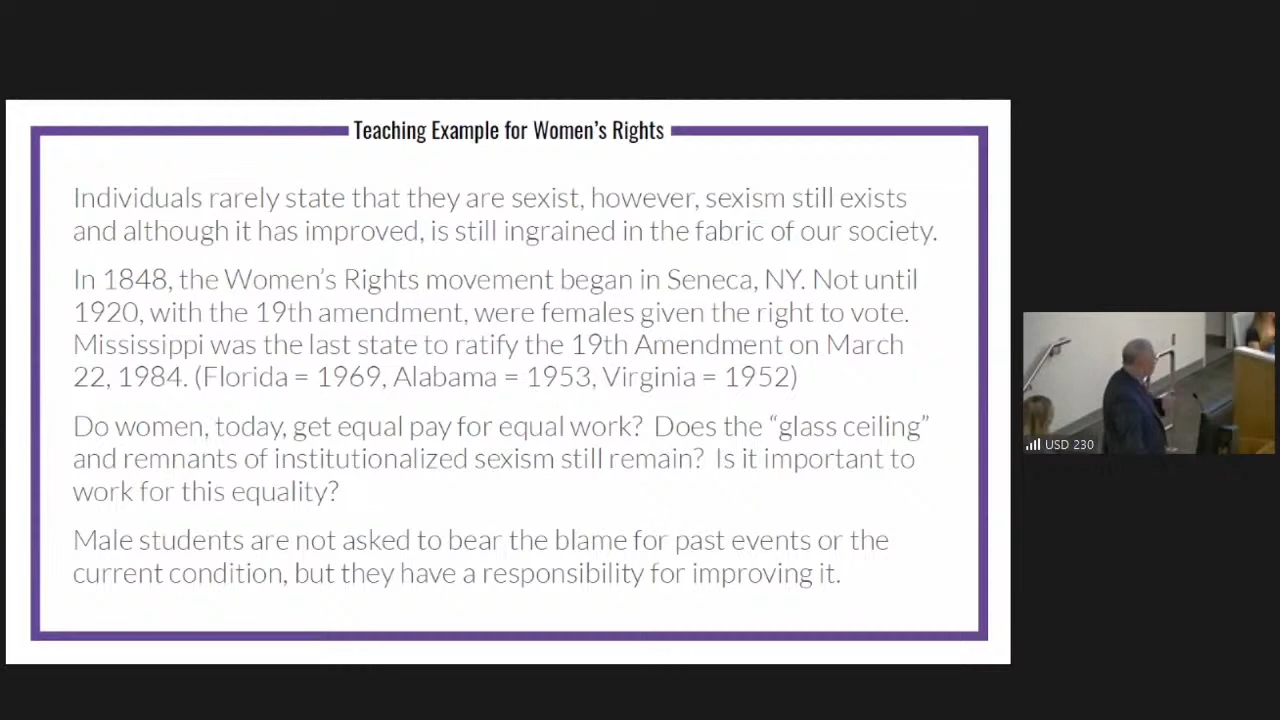 Teaching Example for Women's Rights
Individuals rarely state that they are sexist, however, sexism still exists
and although it has improved, is still ingrained in the fabric of our society.
In 1848, the Women's Rights movement began in Seneca, NY. Not until
1920, with the 19th amendment, were females given the right to vote.
Mississippi was the last state to ratify the 19th Amendment on March
22, 1984. (Florida = 1969, Alabama = 1953, Virginia = 1952)
Do women, today, get equal pay for equal work?  Does the “glass ceiling”
and remnants of institutionalized sexism still remain?  Is it important to
work for this equality?
Male students are not asked to bear the blame for past events or the
current condition, but they have a responsibility for improving it.
USD 230